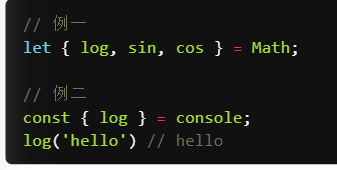 // 例一
let { log, sin, cos } = Math;
// 例二
const { log } = console;
log('hello') // hello